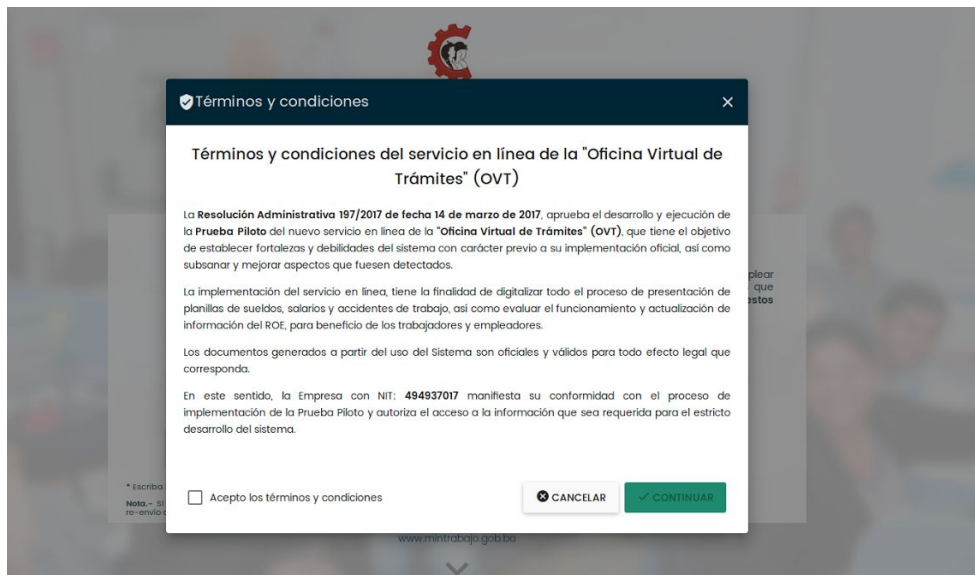 Términos y condiciones
Términos y condiciones del servicio en línea de la "Oficina Virtual de
Trámites" (OVT)
La Resolución Administrativa 197/2017 de fecha 14 de marzo de 2017, aprueba el desarrollo y ejecución de
la Prueba Piloto del nuevo servicio en línea de la "Oficina Virtual de Trámites" (OVT), que tiene el objetivo
de establecer fortalezas y debilidades del sistema con carácter previo a su implementación oficial, así como
subsanar y mejorar aspectos que fuesen detectados.
plear
que
estos
La implementación del servicio en línea, tiene la finalidad de digitalizar todo el proceso de presentación de
planillas de sueldos, salarios y accidentes de trabajo, así como evaluar el funcionamiento y actualización de
información del ROE, para beneficio de los trabajadores y empleadores.
Los documentos generados a partir del uso del Sistema son oficiales y válidos para todo efecto legal que
corresponda.
En este sentido, la Empresa con NIT: 494937017 manifiesta su conformidad con el proceso de
implementación de la Prueba Piloto y autoriza el acceso a la información que sea requerida para el estricto
desarrollo del sistema.
* Escriba
Nota.- Si
re-envío
Acepto los términos y condiciones
CANCELAR
CONTINUAR
www.mintrabajo.gob.bo